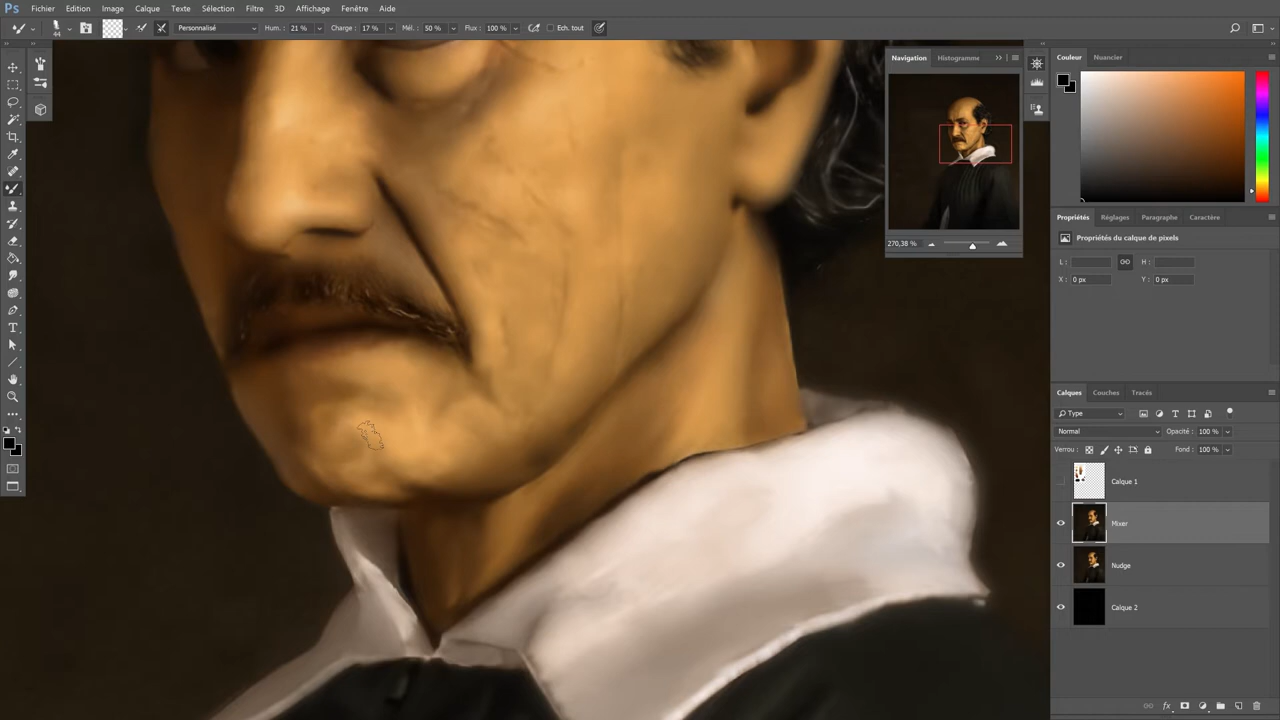 Ps Fichier Edition Image Calque Texte Sélection Filtre 3D Affichage Fenêtre Aide
44 Personnalisé Hum. : 21 % Charge : 17 % Mél. : 50 % Flux : 100 % Ech. tout
Navigation Histogramme
270,38 %
Couleur Nuancier
Propriétés Réglages Paragraphe Caractère
Propriétés du calque de pixels
L : H :
X : 0 px Y : 0 px
Calques Couches Tracés
Type
Normal Opacité : 100 %
Verrou : Fond : 100 %
Calque 1
Mixer
Nudge
Calque 2
fx